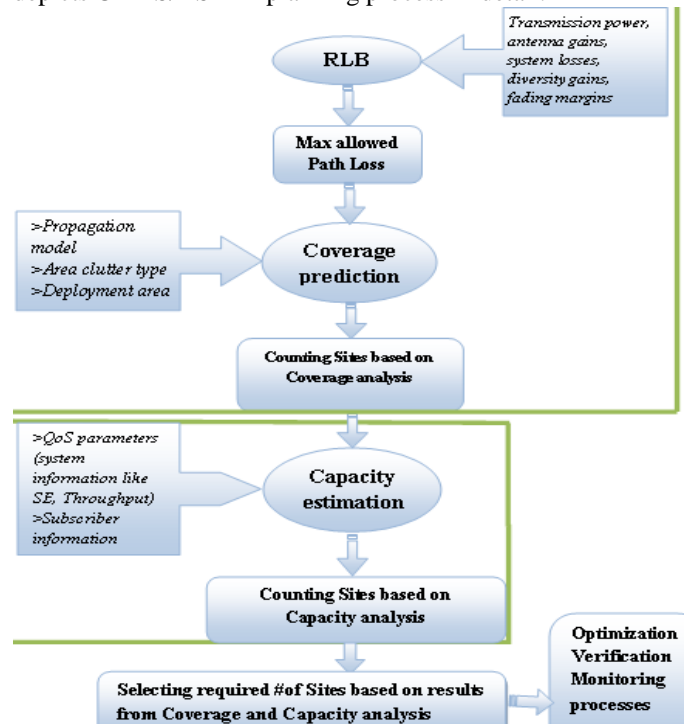 Transmission power,
antenna gains,
system losses,
diversity gains,
fading margins
RLB
Max allowed
Path Loss
>Propagation
model
>Area clutter type
>Deployment area
Coverage
prediction
Counting Sites based on
Coverage analysis
>QoS parameters
(system
information like
SE, Throughput)
>Subscriber
information
Capacity
estimation
Counting Sites based on
Capacity analysis
Selecting required #of Sites based on results
from Coverage and Capacity analysis
Optimization
Verification
Monitoring
processes